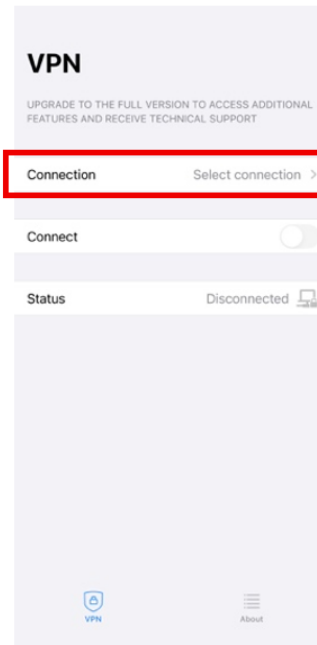 VPN
UPGRADE TO THE FULL VERSION TO ACCESS ADDITIONAL
FEATURES AND RECEIVE TECHNICAL SUPPORT
Connection Select connection >
Connect
Status Disconnected
VPN About